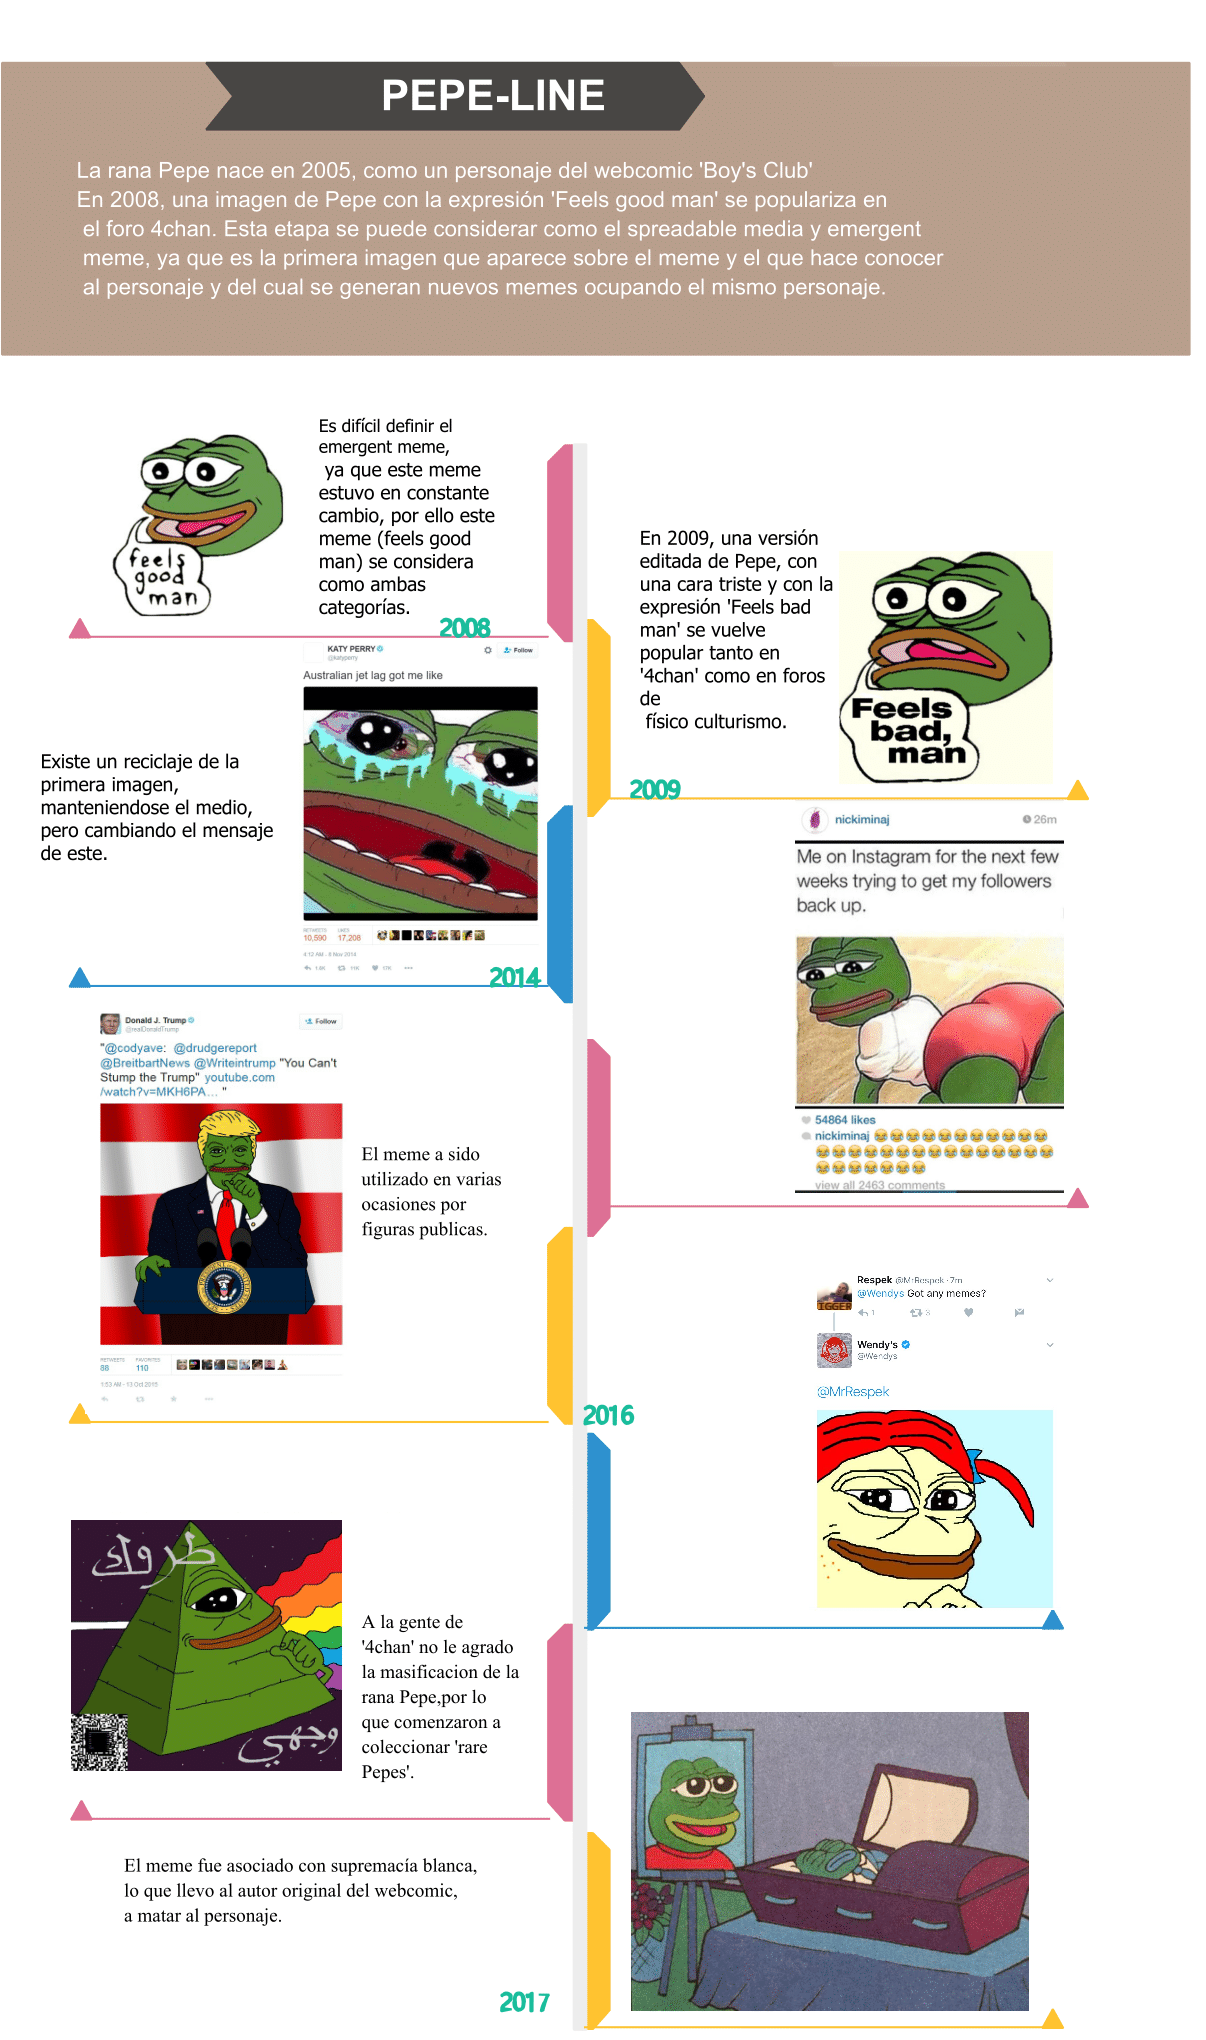 PEPE-LINE
La rana Pepe nace en 2005, como un personaje del webcomic 'Boy's Club'
En 2008, una imagen de Pepe con la expresión 'Feels good man' se populariza en
el foro 4chan. Esta etapa se puede considerar como el spreadable media y emergent
meme, ya que es la primera imagen que aparece sobre el meme y el que hace conocer
al personaje y del cual se generan nuevos memes ocupando el mismo personaje.
feels
good
man
Es difícil definir el
emergent meme,
ya que este meme
estuvo en constante
cambio, por ello este
meme (feels good
man) se considera
como ambas
categorías.
2008
En 2009, una versión
editada de Pepe, con
una cara triste y con la
expresión 'Feels bad
man' se vuelve
popular tanto en
'4chan' como en foros
de
físico culturismo.
Feels
bad,
man
2009
Existe un reciclaje de la
primera imagen,
manteniendose el medio,
pero cambiando el mensaje
de este.
KATY PERRY
@katyperry
Follow
Australian jet lag got me like
RETWEETS LIKES
10,590 17,208
4:12 AM - 8 Nov 2014
1.6K 11K 17K
2014
nickiminaj 26m
Me on Instagram for the next few
weeks trying to get my followers
back up.
54864 likes
nickiminaj
view all 2463 comments
Donald J. Trump
@realDonaldTrump
Follow
"@codyave: @drudgereport
@BreitbartNews @Writeintrump "You Can't
Stump the Trump" youtube.com
/watch?v=MKH6PA... "
RETWEETS FAVORITES
88 110
1:53 AM - 13 Oct 2015
El meme a sido
utilizado en varias
ocasiones por
figuras publicas.
2016
Respek @MrRespek · 7m
@Wendys Got any memes?
1 3
Wendy's
@Wendys
@MrRespek
طروك
وجهي
A la gente de
'4chan' no le agrado
la masificacion de la
rana Pepe,por lo
que comenzaron a
coleccionar 'rare
Pepes'.
El meme fue asociado con supremacía blanca,
lo que llevo al autor original del webcomic,
a matar al personaje.
2017